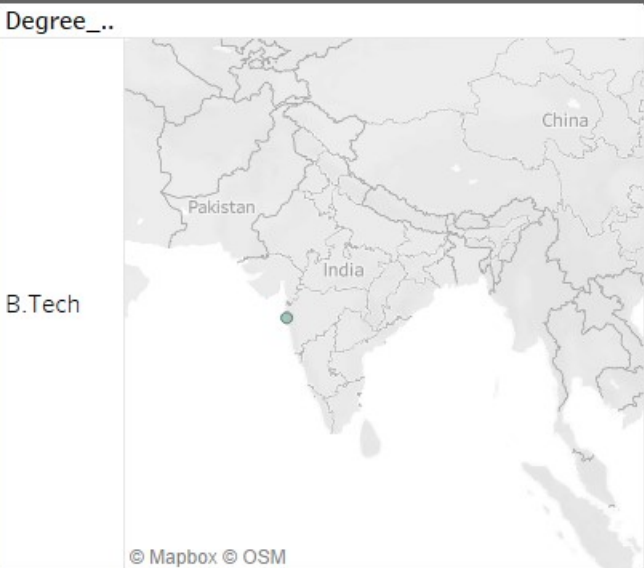 Degree_..
China
Pakistan
India
B.Tech
© Mapbox © OSM